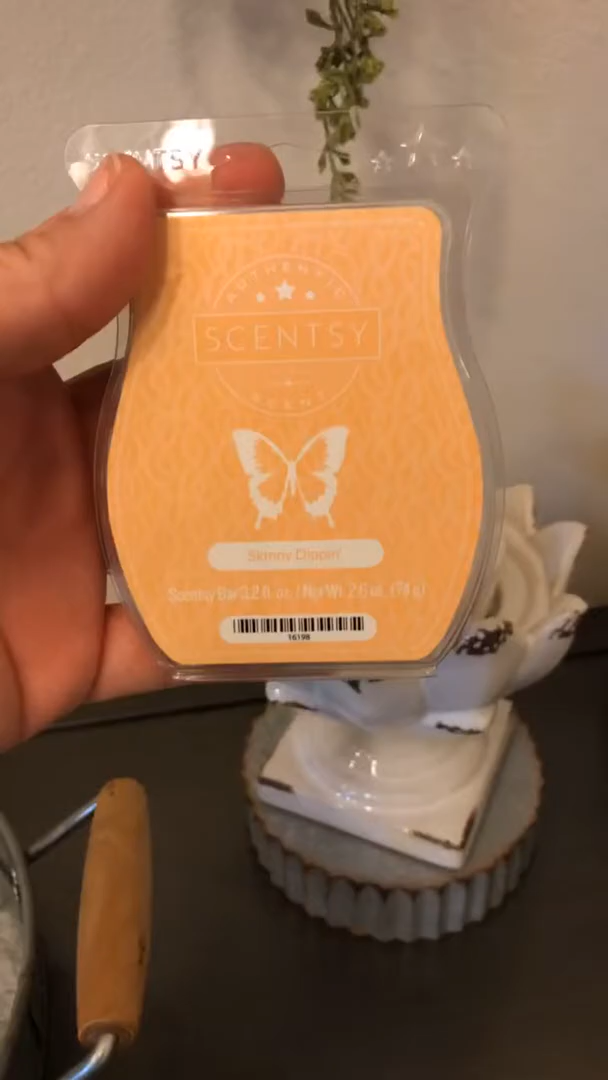 SCENTSY
AUTHENTIC
SCENTSY
SCENT
Skinny Dippin'
Scentsy Bar 3.2 fl. oz. / Net Wt. 2.6 oz. (74 g)
16198